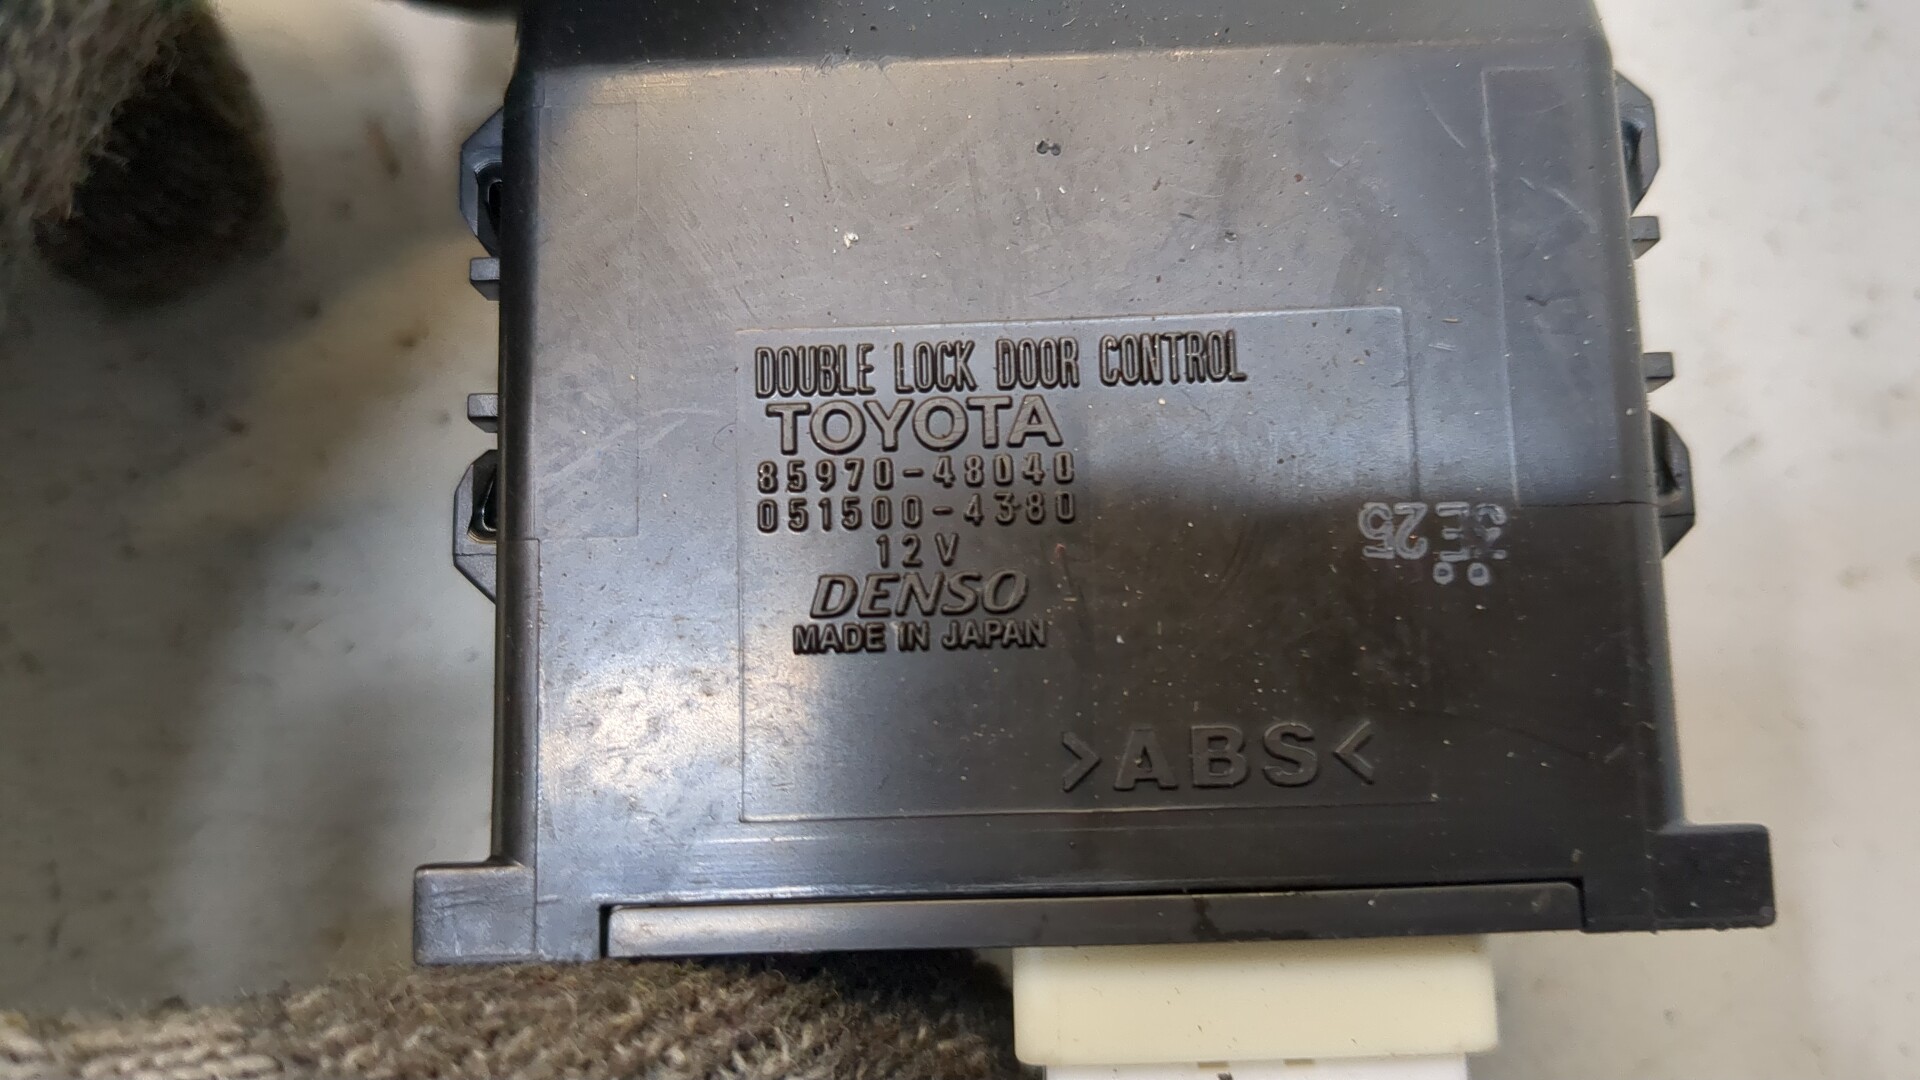 DOUBLE LOCK DOOR CONTROL
TOYOTA
85970-48040
051500-4380
12V
DENSO
MADE IN JAPAN
>ABS<